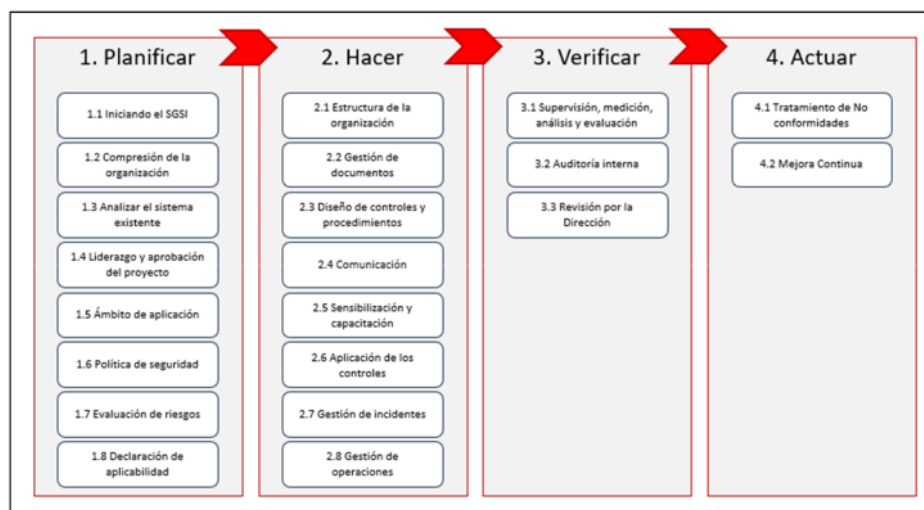 1. Planificar
1.1 Iniciando el SGSI
1.2 Compresión de la
organización
1.3 Analizar el sistema
existente
1.4 Liderazgo y aprobación
del proyecto
1.5 Ámbito de aplicación
1.6 Política de seguridad
1.7 Evaluación de riesgos
1.8 Declaración de
aplicabilidad
2. Hacer
2.1 Estructura de la
organización
2.2 Gestión de
documentos
2.3 Diseño de controles y
procedimientos
2.4 Comunicación
2.5 Sensibilización y
capacitación
2.6 Aplicación de los
controles
2.7 Gestión de incidentes
2.8 Gestión de
operaciones
3. Verificar
3.1 Supervisión, medición,
análisis y evaluación
3.2 Auditoría interna
3.3 Revisión por la
Dirección
4. Actuar
4.1 Tratamiento de No
conformidades
4.2 Mejora Continua